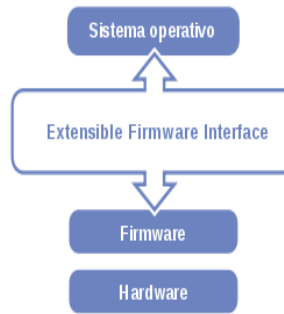 Sistema operativo
Extensible Firmware Interface
Firmware
Hardware